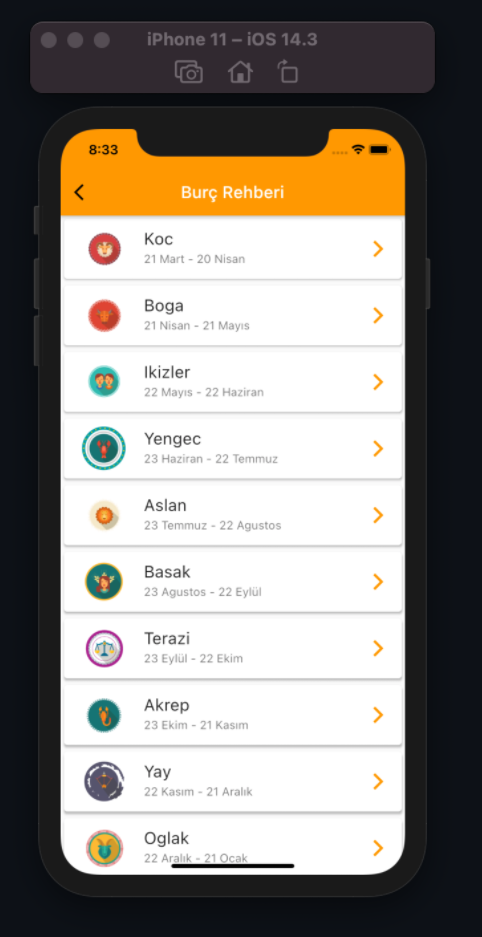 iPhone 11 – iOS 14.3
8:33
Burç Rehberi
Koc
21 Mart - 20 Nisan
Boga
21 Nisan - 21 Mayıs
Ikizler
22 Mayıs - 22 Haziran
Yengec
23 Haziran - 22 Temmuz
Aslan
23 Temmuz - 22 Agustos
Basak
23 Agustos - 22 Eylül
Terazi
23 Eylül - 22 Ekim
Akrep
23 Ekim - 21 Kasım
Yay
22 Kasım - 21 Aralık
Oglak
22 Aralık - 21 Ocak